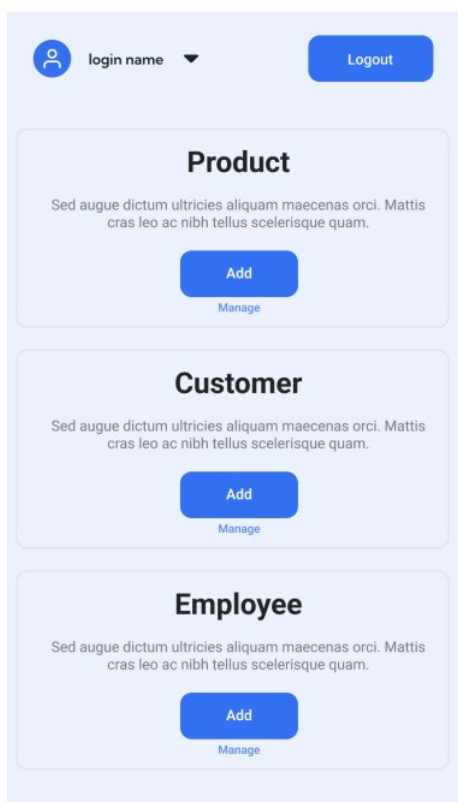 login name
Logout
Product
Sed augue dictum ultricies aliquam maecenas orci. Mattis
cras leo ac nibh tellus scelerisque quam.
Add
Manage
Customer
Sed augue dictum ultricies aliquam maecenas orci. Mattis
cras leo ac nibh tellus scelerisque quam.
Add
Manage
Employee
Sed augue dictum ultricies aliquam maecenas orci. Mattis
cras leo ac nibh tellus scelerisque quam.
Add
Manage